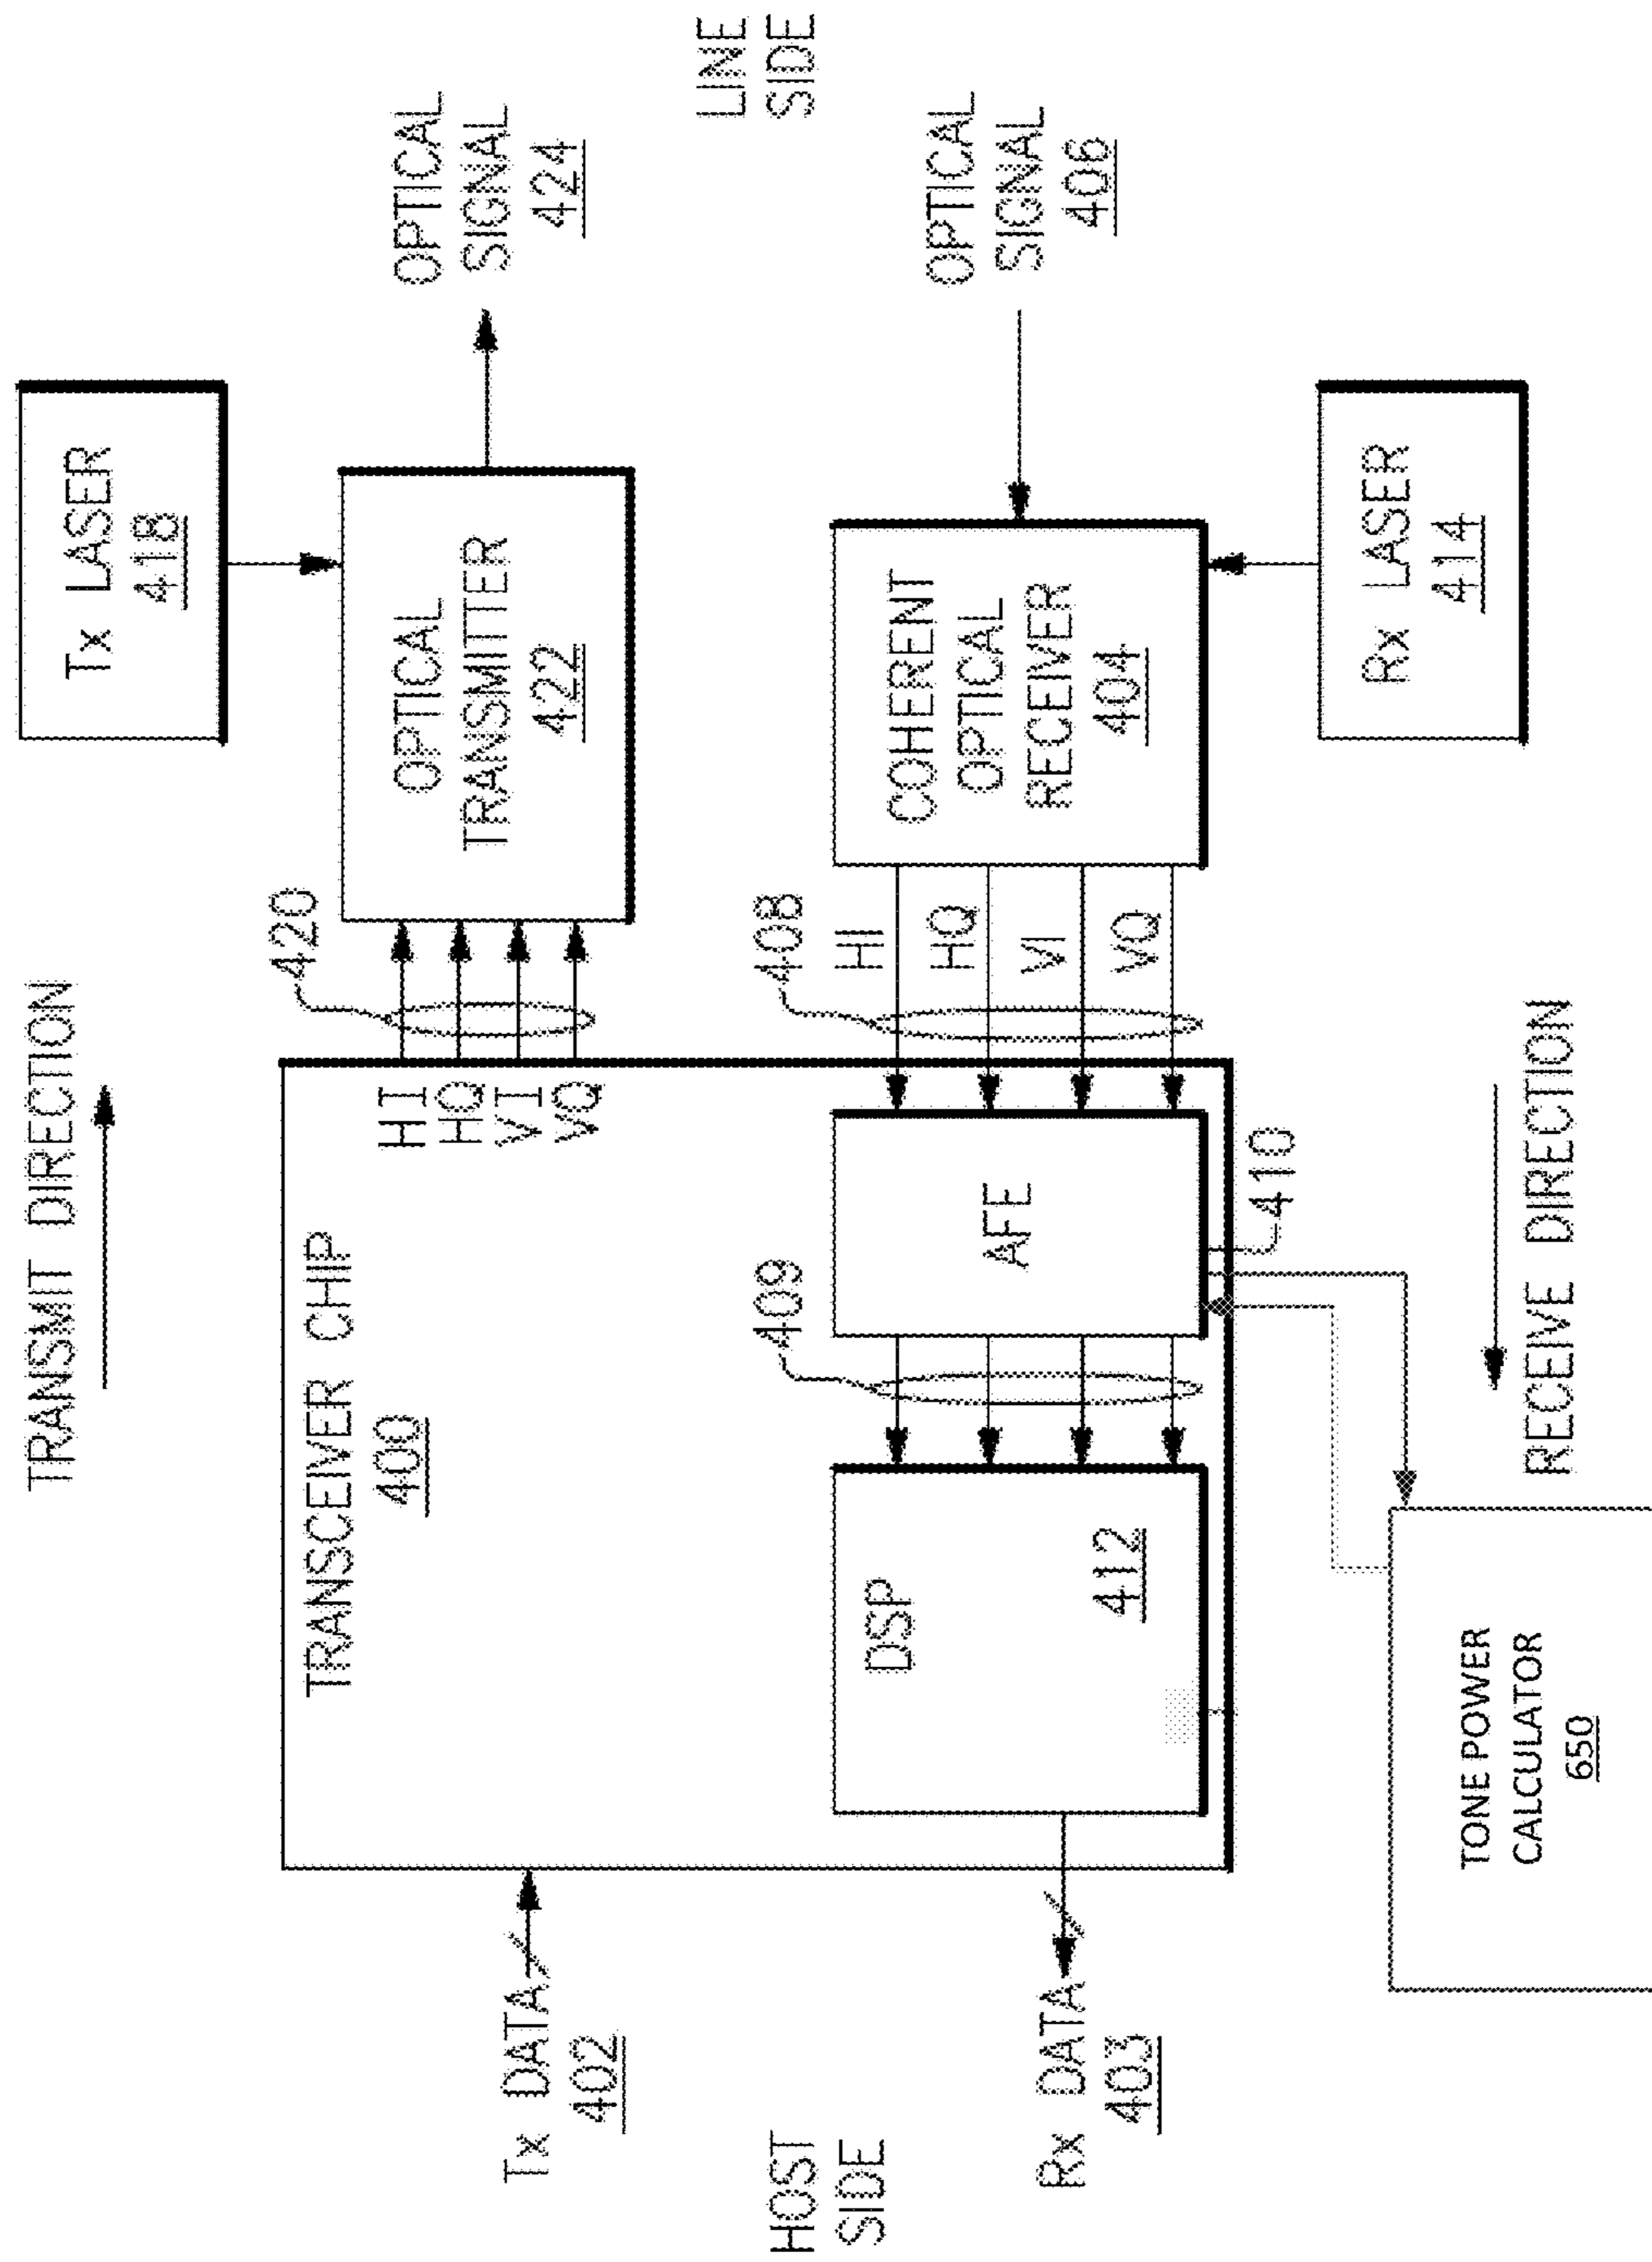 TRANSMIT DIRECTION
Tx LASER
418
TRANSCEIVER CHIP
400
420
HI
HQ
VI
VQ
OPTICAL
TRANSMITTER
422
OPTICAL
SIGNAL
424
Tx DATA
402
HOST
SIDE
LINE
SIDE
Rx DATA
403
DSP
412
409
AFE
410
408
HI
HQ
VI
VQ
COHERENT
OPTICAL
RECEIVER
404
OPTICAL
SIGNAL
406
Rx LASER
414
RECEIVE DIRECTION
TONE POWER
CALCULATOR
650